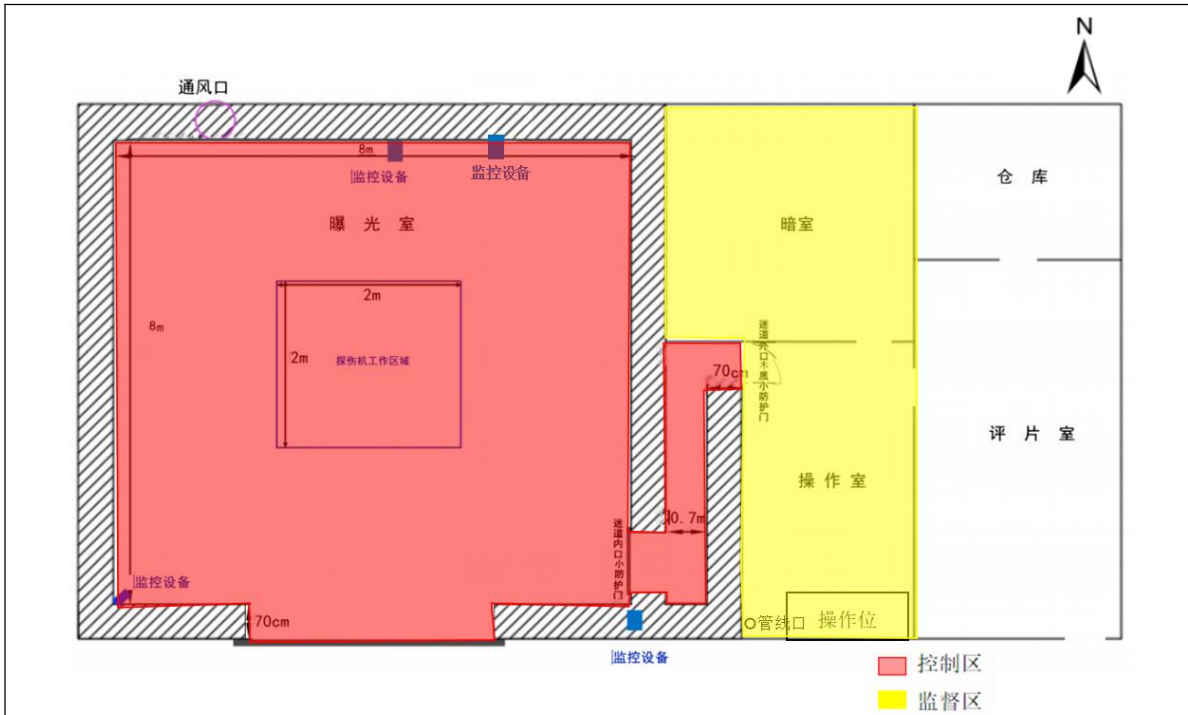 N
通风口
8m
监控设备
监控设备
仓 库
曝 光 室
暗室
2m
8m
2m
探伤机工作区域
迷道外口木质小防护门
70cm
评 片 室
操 作 室
0.7m
迷道内口小防护门
监控设备
70cm
管线口
操作位
监控设备
控制区
监督区